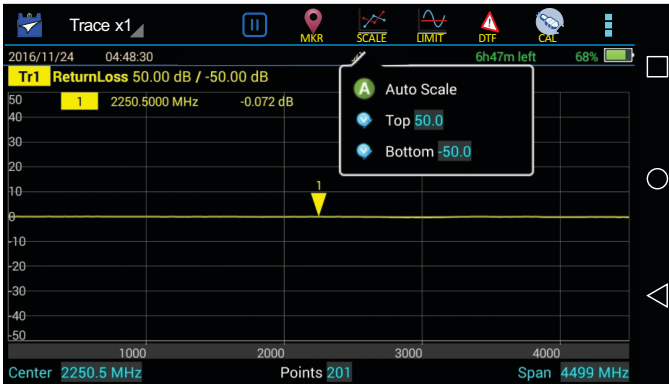 Trace x1
MKR
SCALE
LIMIT
DTF
CAL
2016/11/24 04:48:30 6h47m left 68%
Tr1 ReturnLoss 50.00 dB / -50.00 dB
1 2250.5000 MHz -0.072 dB
A Auto Scale
Top 50.0
Bottom -50.0
50
40
30
20
10
0
-10
-20
-30
-40
-50
1
1000 2000 3000 4000
Center 2250.5 MHz Points 201 Span 4499 MHz